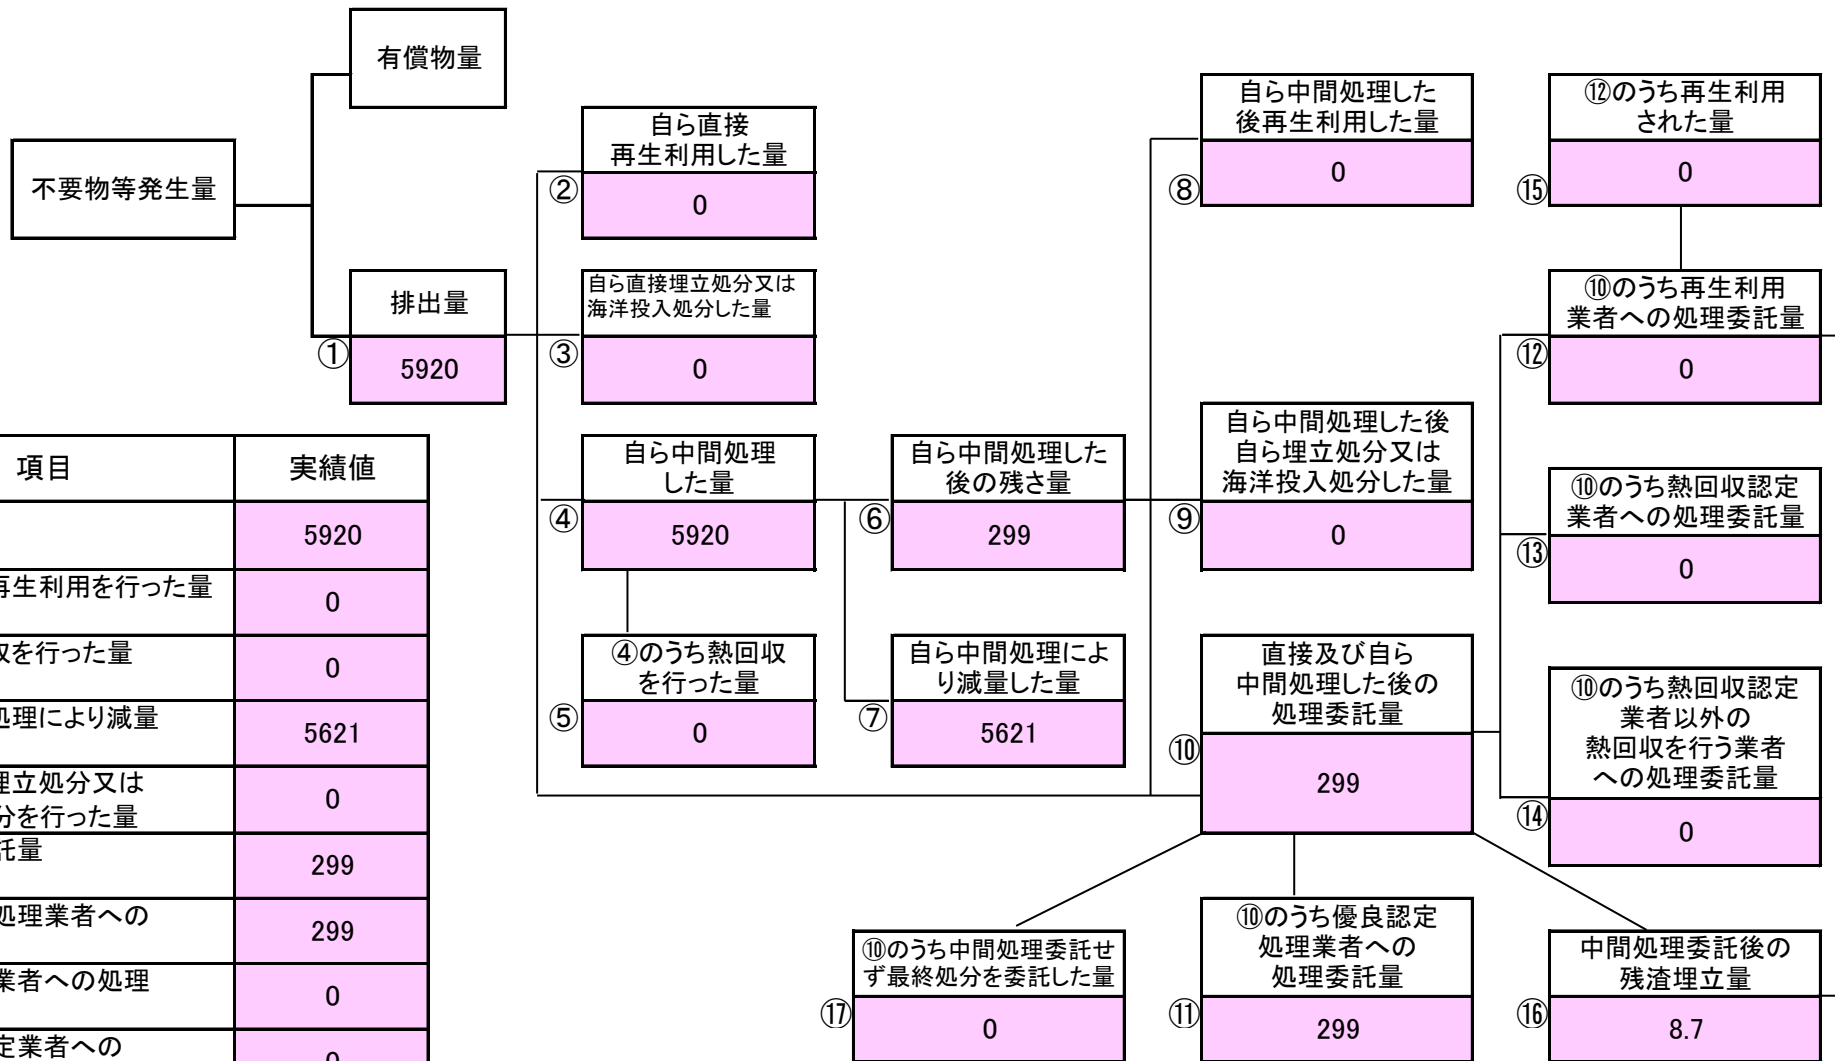 有償物量
不要物等発生量
排出量
①
5920
自ら直接
再生利用した量
②
0
自ら直接埋立処分又は
海洋投入処分した量
③
0
自ら中間処理
した量
④
5920
④のうち熱回収
を行った量
⑤
0
自ら中間処理した
後の残さ量
⑥
299
自ら中間処理によ
り減量した量
⑦
5621
自ら中間処理した
後再生利用した量
⑧
0
自ら中間処理した後
自ら埋立処分又は
海洋投入処分した量
⑨
0
直接及び自ら
中間処理した後の
処理委託量
⑩
299
⑫のうち再生利用
された量
⑮
0
⑩のうち再生利用
業者への処理委託量
⑫
0
⑩のうち熱回収認定
業者への処理委託量
⑬
0
⑩のうち熱回収認定
業者以外の
熱回収を行う業者
への処理委託量
⑭
0
⑩のうち中間処理委託せ
ず最終処分を委託した量
⑰
0
⑩のうち優良認定
処理業者への
処理委託量
⑪
299
中間処理委託後の
残渣埋立量
⑯
8.7
項目 実績値
5920
再生利用を行った量 0
を行った量 0
処理により減量 5621
埋立処分又は
分を行った量 0
託量 299
処理業者への 299
業者への処理 0
定業者への 0